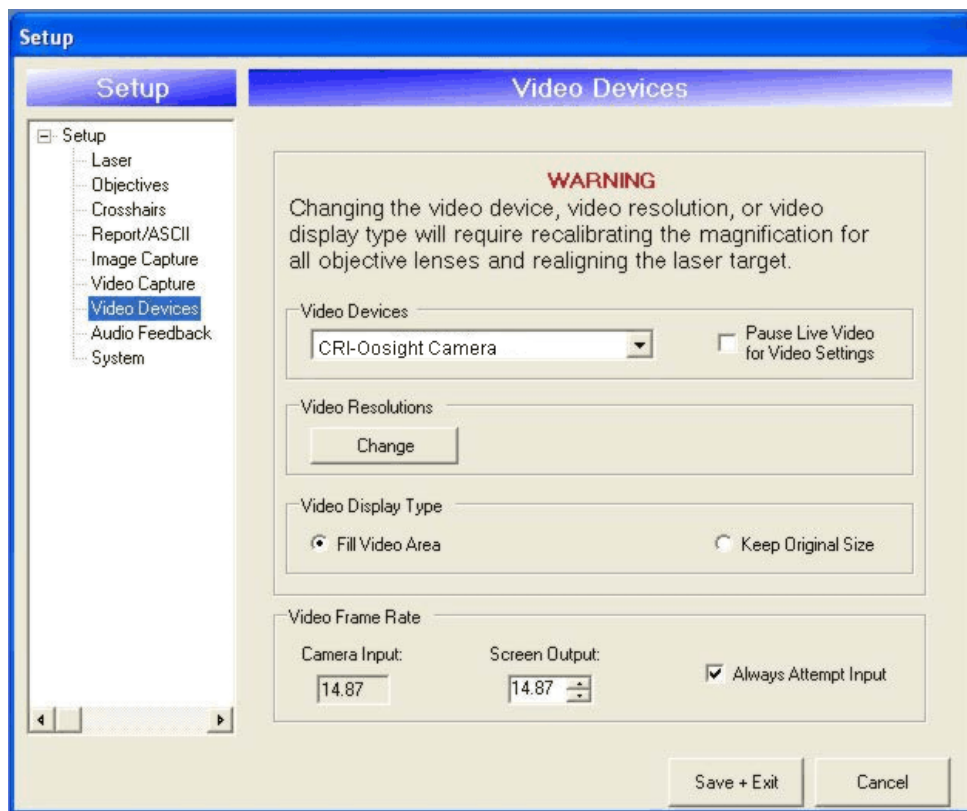 Setup
Setup
Video Devices
Setup
Laser
Objectives
Crosshairs
Report/ASCII
Image Capture
Video Capture
Video Devices
Audio Feedback
System
WARNING
Changing the video device, video resolution, or video
display type will require recalibrating the magnification for
all objective lenses and realigning the laser target.
Video Devices
CRI-Oosight Camera
Pause Live Video
for Video Settings
Video Resolutions
Change
Video Display Type
Fill Video Area
Keep Original Size
Video Frame Rate
Camera Input:
Screen Output:
14.87
14.87
Always Attempt Input
Save + Exit
Cancel